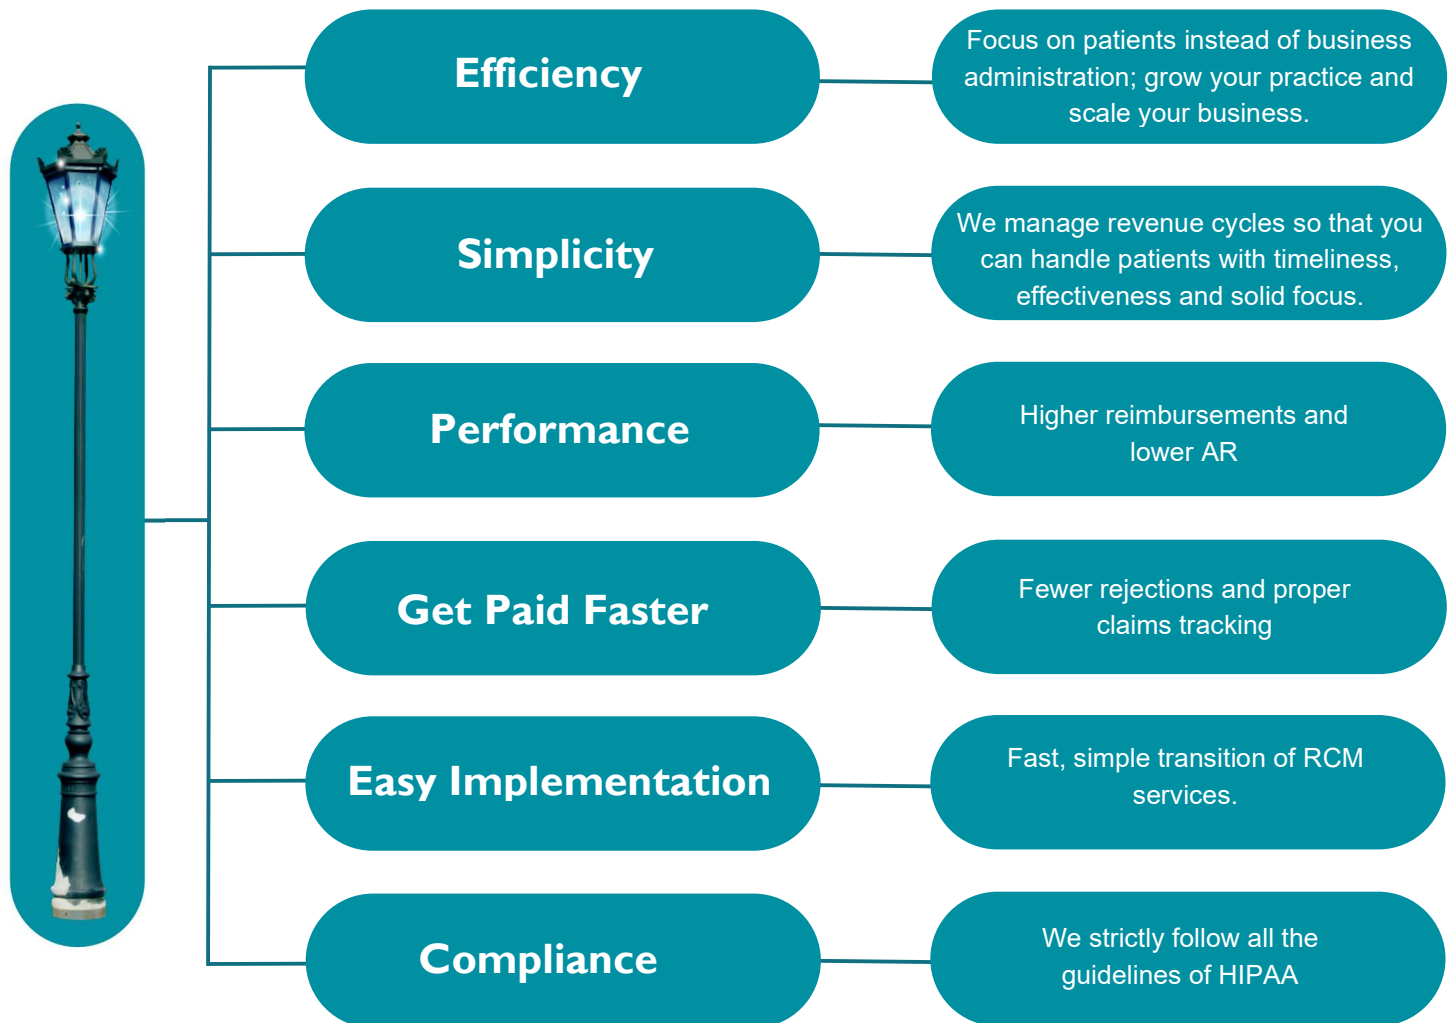 Efficiency
Focus on patients instead of business
administration; grow your practice and
scale your business.
Simplicity
We manage revenue cycles so that you
can handle patients with timeliness,
effectiveness and solid focus.
Performance
Higher reimbursements and
lower AR
Get Paid Faster
Fewer rejections and proper
claims tracking
Easy Implementation
Fast, simple transition of RCM
services.
Compliance
We strictly follow all the
guidelines of HIPAA